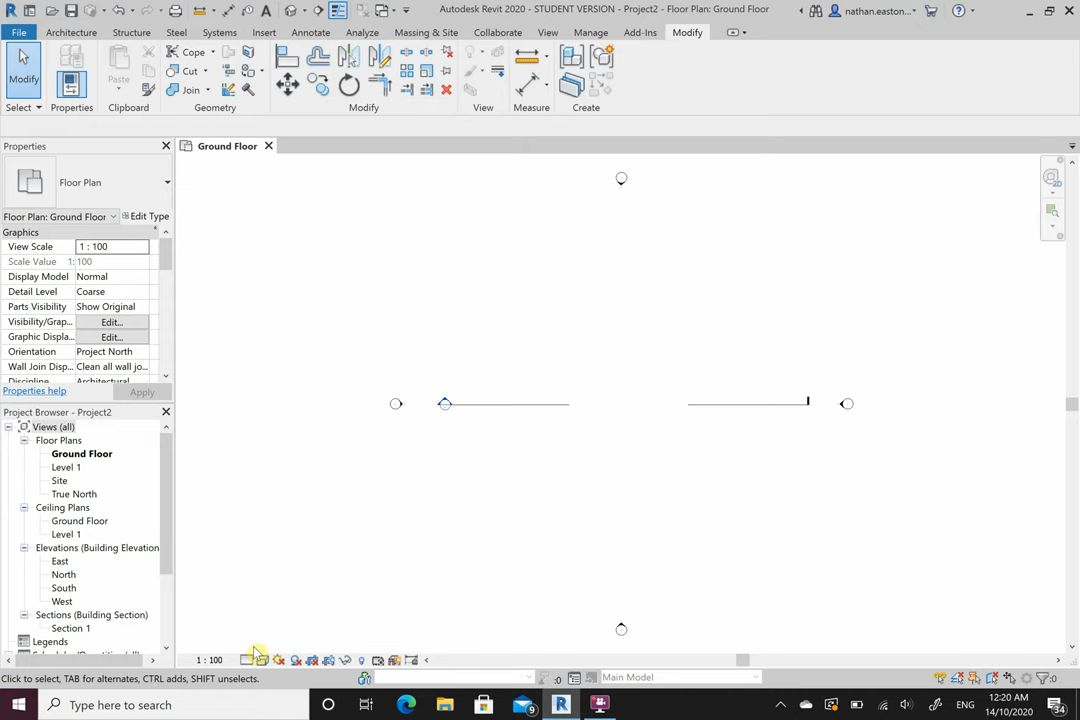 Autodesk Revit 2020 - STUDENT VERSION - Project2 - Floor Plan: Ground Floor
nathan.easton...
File Architecture Structure Steel Systems Insert Annotate Analyze Massing & Site Collaborate View Manage Add-Ins Modify
Modify
Paste
Cope
Cut
Join
Select Properties Clipboard Geometry Modify View Measure Create
Properties
Ground Floor
Floor Plan
Floor Plan: Ground Floor
Edit Type
Graphics
View Scale 1 : 100
Scale Value 1: 100
Display Model Normal
Detail Level Coarse
Parts Visibility Show Original
Visibility/Grap... Edit...
Graphic Displa... Edit...
Orientation Project North
Wall Join Disp... Clean all wall jo...
Discipline Architectural
Properties help
Apply
Project Browser - Project2
Views (all)
Floor Plans
Ground Floor
Level 1
Site
True North
Ceiling Plans
Ground Floor
Level 1
Elevations (Building Elevation
East
North
South
West
Sections (Building Section)
Section 1
Legends
1 : 100
Click to select, TAB for alternates, CTRL adds, SHIFT unselects.
:0
Main Model
:0
Type here to search
9
ENG
12:20 AM
14/10/2020
34
2D